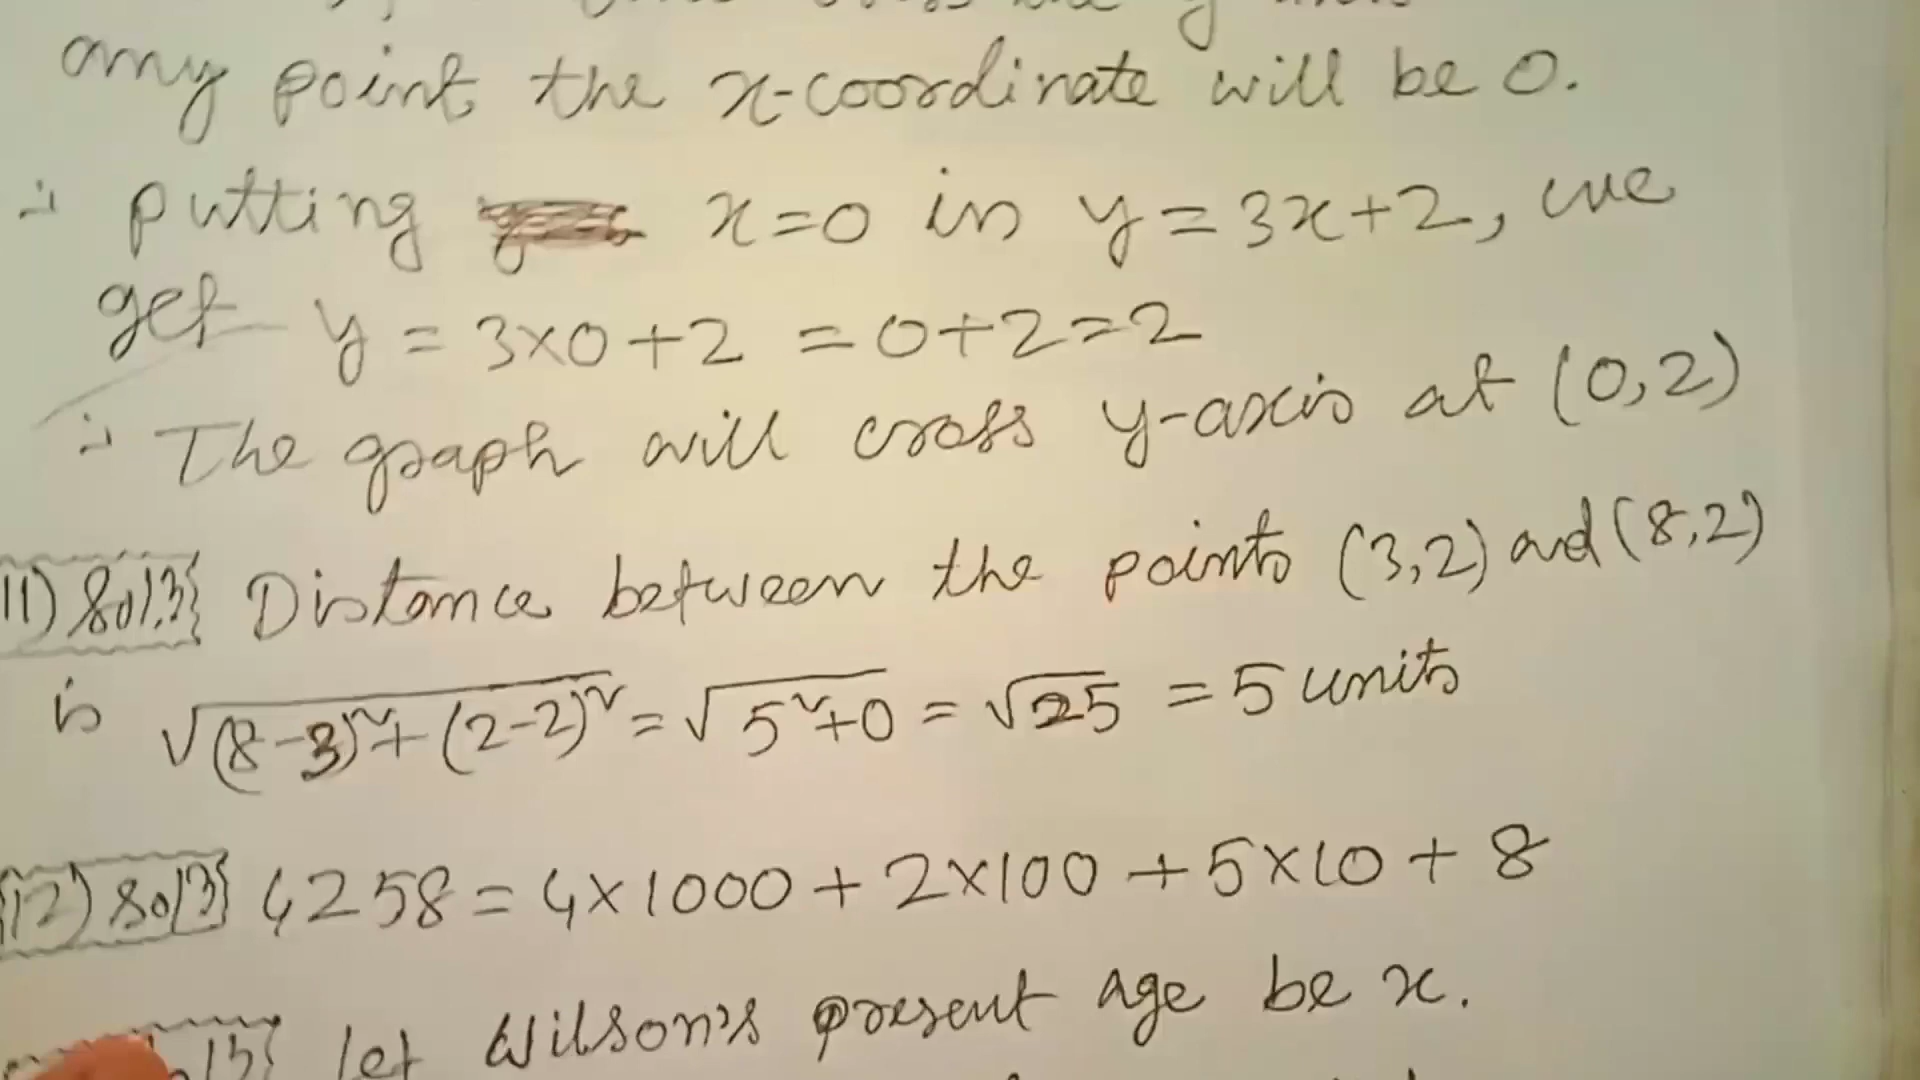 any point the x-coordinate will be 0.
∴ putting x=0 in y=3x+2, we
get y = 3×0+2 = 0+2=2
∴ The graph will cross y-axis at (0,2)
11) Sol⁠n} Distance between the points (3,2) and (8,2)
is √(8-3)²+(2-2)² = √5²+0 = √25 = 5 units
12) Sol⁠n} 4258 = 4×1000 + 2×100 + 5×10 + 8
let Wilson's present age be x.